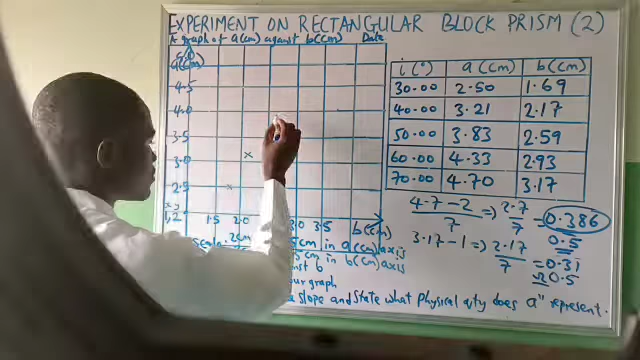 EXPERIMENT ON RECTANGULAR BLOCK PRISM (2)
A graph of a(cm) against b(cm) Date
5.0
a(cm)
4.5
4.0
3.5
3.0
2.5
1,2 1.5 2.0 3.0 3.5 b(cm)
Scale 2cm 5cm in a(cm)axis
5 cm in b(cm) axis
nst b
our graph
slope and State what physical qty does a" represent.
i(°) a(cm) b(cm)
30.00 2.50 1.69
40.00 3.21 2.17
50.00 3.83 2.59
60.00 4.33 2.93
70.00 4.70 3.17
4.7-2 / 7 => 2.7 / 7 = 0.386
0.5
3.17-1 => 2.17 / 7 = 0.31
≈0.5